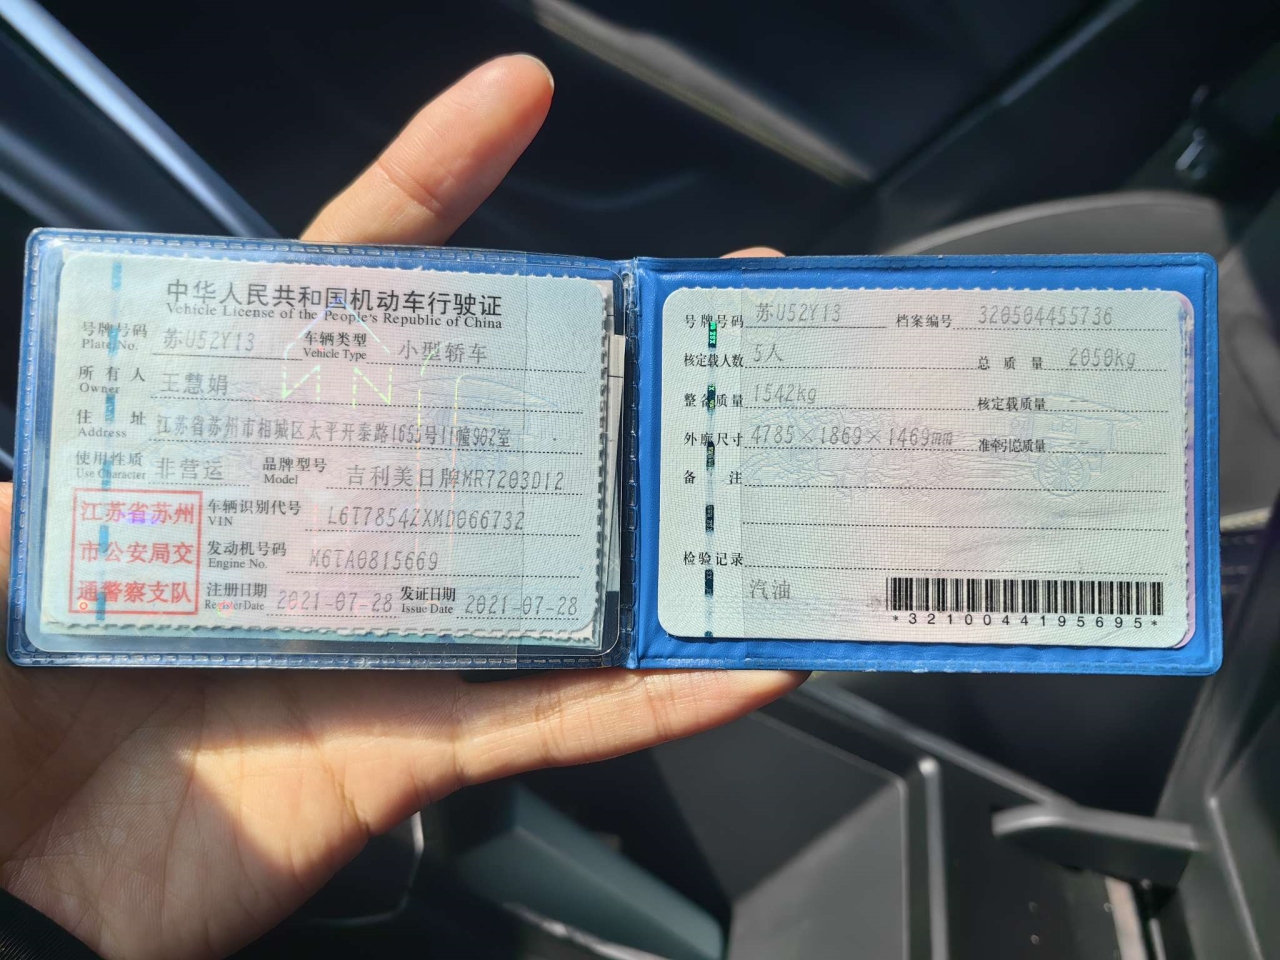 中华人民共和国机动车行驶证
Vehicle License of the People's Republic of China
号牌号码 苏U52Y13 车辆类型 小型轿车
Plate No. Vehicle Type
所有人 王慧娟
Owner
住址 江苏省苏州市相城区太平开泰路1655号11幢902室
Address
使用性质 非营运 品牌型号 吉利美日牌MR7203D12
Use Character Model
江苏省苏州
市公安局交
通警察支队
车辆识别代号 L6T7854ZXMD066732
VIN
发动机号码 M6TA0815669
Engine No.
注册日期 2021-07-28 发证日期 2021-07-28
Register Date Issue Date
号牌号码 苏U52Y13 档案编号 320504455736
核定载人数 5人 总质量 2050kg
整备质量 1542kg 核定载质量
外廓尺寸 4785×1869×1469mm 准牵引总质量
备注
检验记录
汽油
*3210044195695*